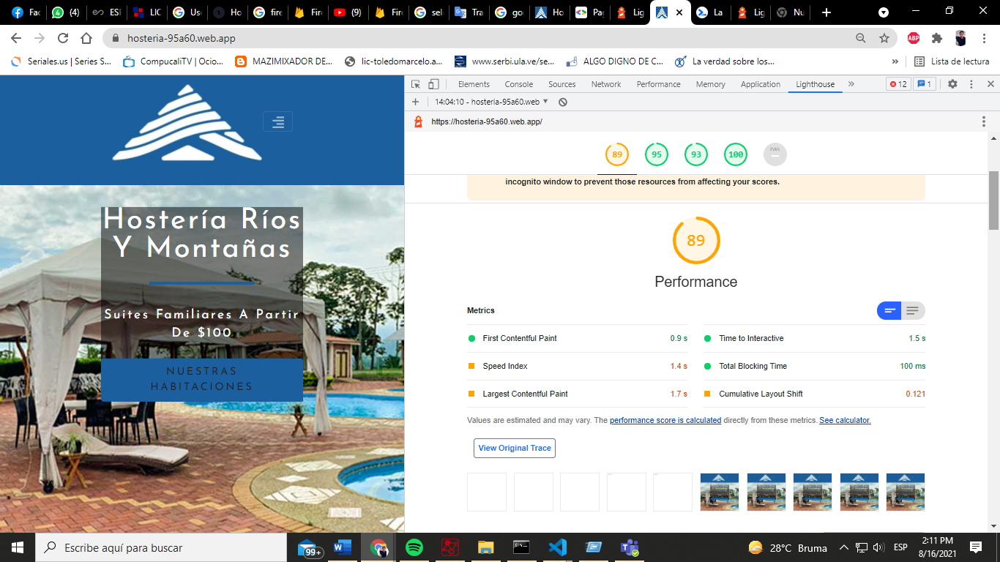 Fac
(4)
ESI
LIC
Use
Ho
fire
Fire
(9)
Fire
sele
Tra
goo
Ho
Pag
Lig
La
Lig
Nu
hosteria-95a60.web.app
ABP
Seriales.us | Series S...
CompucaliTV | Ocio...
MAZIMIXADOR DE...
lic-toledomarcelo.a...
www.serbi.ula.ve/se...
ALGO DIGNO DE C...
La verdad sobre los...
»
Lista de lectura
Elements
Console
Sources
Network
Performance
Memory
Application
Lighthouse
»
12
1
14:04:10 - hosteria-95a60.web
https://hosteria-95a60.web.app/
89
95
93
100
PWA
incognito window to prevent those resources from affecting your scores.
89
Performance
Metrics
First Contentful Paint 0.9 s
Time to Interactive 1.5 s
Speed Index 1.4 s
Total Blocking Time 100 ms
Largest Contentful Paint 1.7 s
Cumulative Layout Shift 0.121
Values are estimated and may vary. The performance score is calculated directly from these metrics. See calculator.
View Original Trace
Hostería Ríos
Y Montañas
Suites Familiares A Partir
De $100
NUESTRAS
HABITACIONES
Escribe aquí para buscar
99+
28°C Bruma
ESP
2:11 PM
8/16/2021